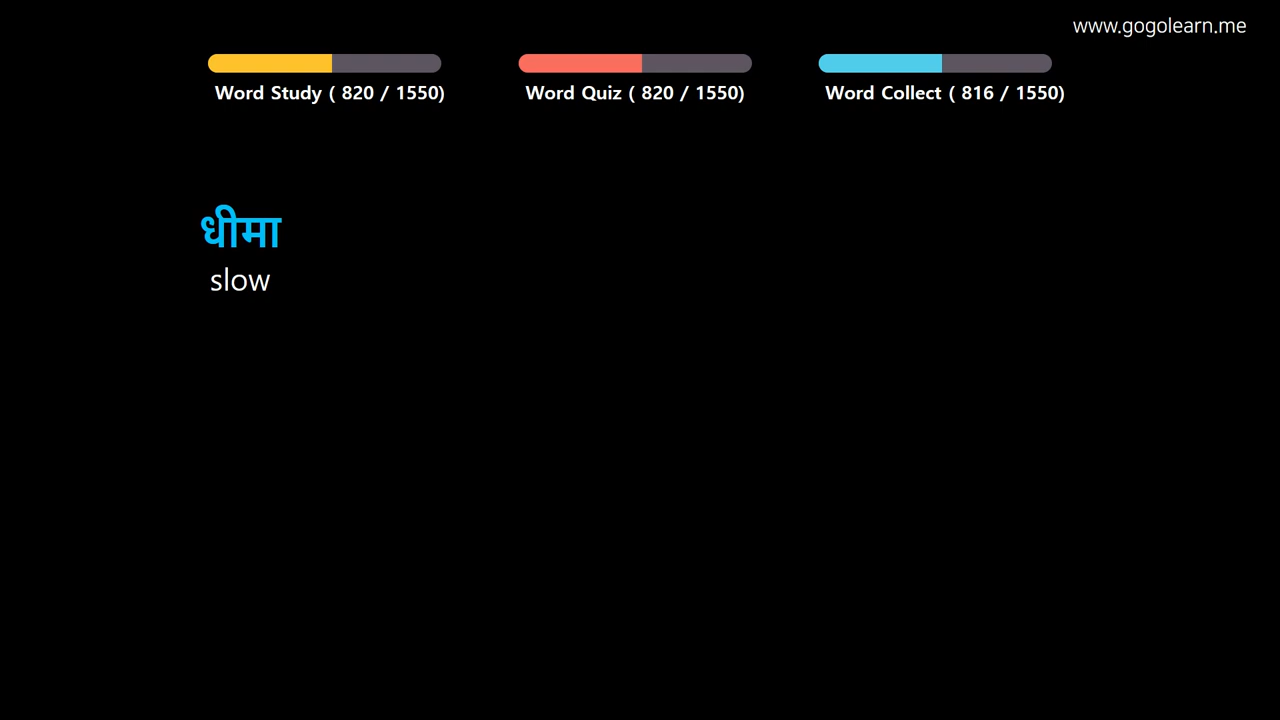 www.gogolearn.me
Word Study ( 820 / 1550)
Word Quiz ( 820 / 1550)
Word Collect ( 816 / 1550)
धीमा
slow